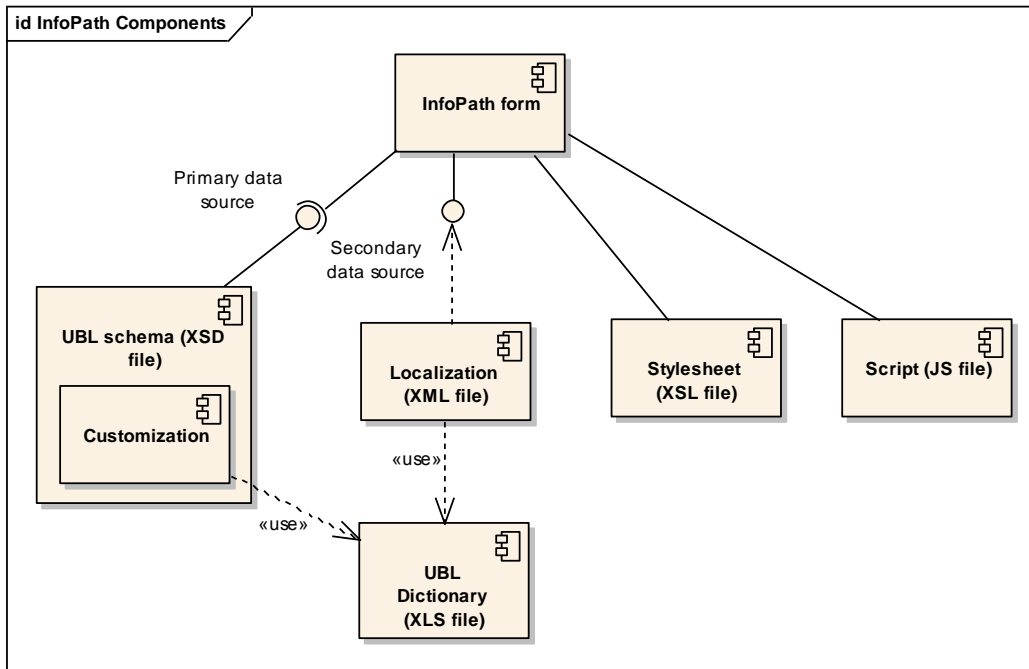 id InfoPath Components
InfoPath form
Primary data
source
Secondary
data source
UBL schema (XSD
file)
Customization
Localization
(XML file)
Stylesheet
(XSL file)
Script (JS file)
«use»
«use»
UBL
Dictionary
(XLS file)